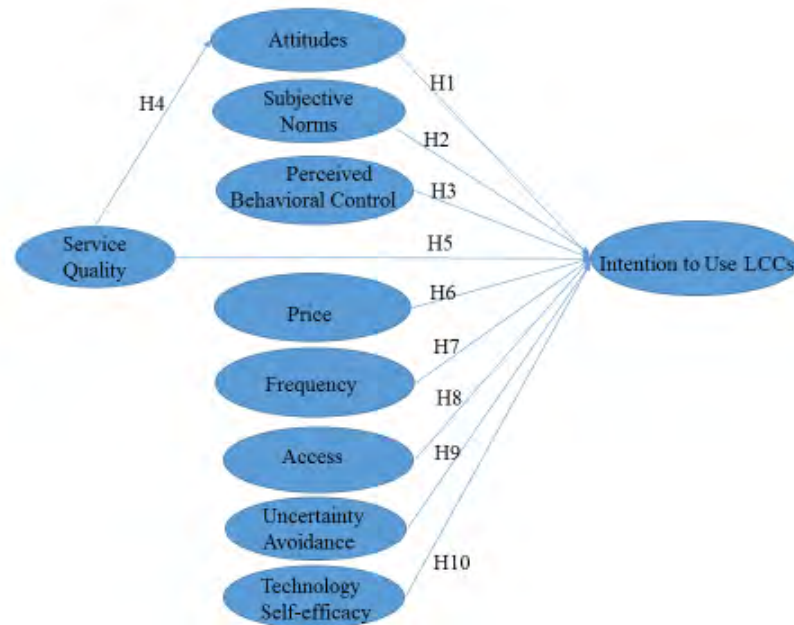 Attitudes
H1
H4
Subjective
Norms
H2
Perceived
Behavioral Control
H3
Service
Quality
H5
Intention to Use LCCs
H6
Price
H7
Frequency
H8
Access
H9
Uncertainty
Avoidance
H10
Technology
Self-efficacy